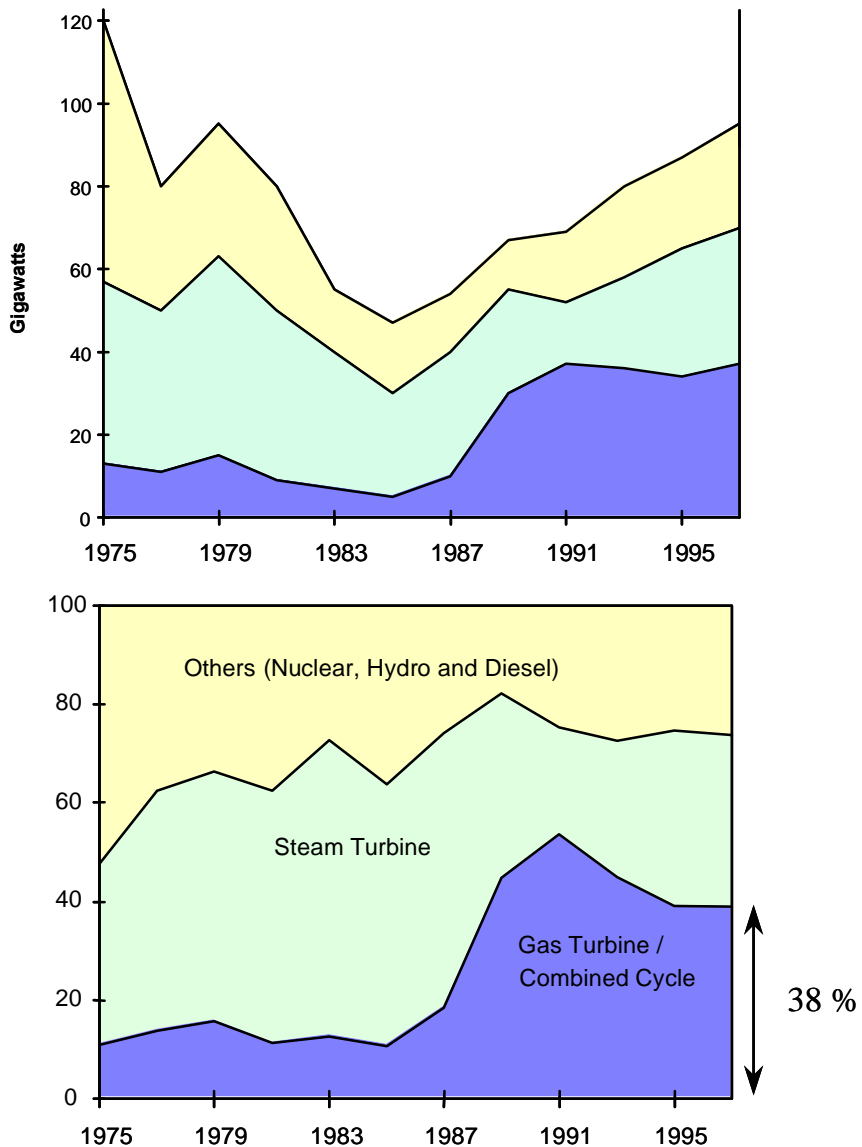 120
100
80
60
40
20
0
Gigawatts
1975 1979 1983 1987 1991 1995
100
80
60
40
20
0
Others (Nuclear, Hydro and Diesel)
Steam Turbine
Gas Turbine /
Combined Cycle
38 %
1975 1979 1983 1987 1991 1995